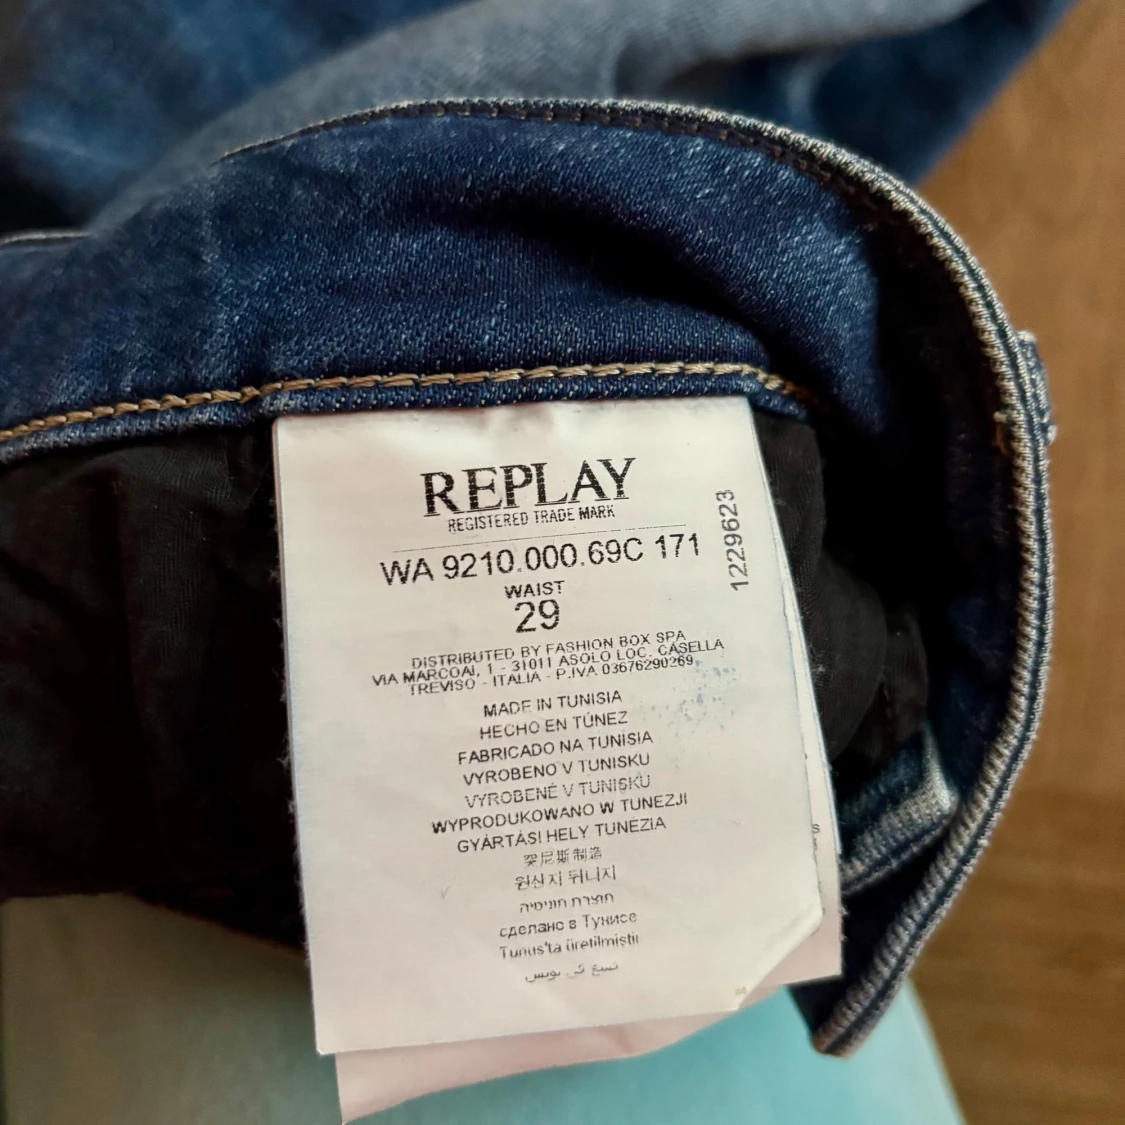 REPLAY
REGISTERED TRADE MARK
WA 9210.000.69C 171
1229623
WAIST
29
DISTRIBUTED BY FASHION BOX SPA
VIA MARCOAI, 1 - 31011 ASOLO LOC. CASELLA
TREVISO - ITALIA - P.IVA 03676290269
MADE IN TUNISIA
HECHO EN TÚNEZ
FABRICADO NA TUNÍSIA
VYROBENO V TUNISKU
VYROBENÉ V TUNISKU
WYPRODUKOWANO W TUNEZJI
GYÁRTÁSI HELY TUNÉZIA
突尼斯制造
원산지 튀니지
תוצרת תוניסיה
сделано в Тунисе
Tunus'ta üretilmiştir